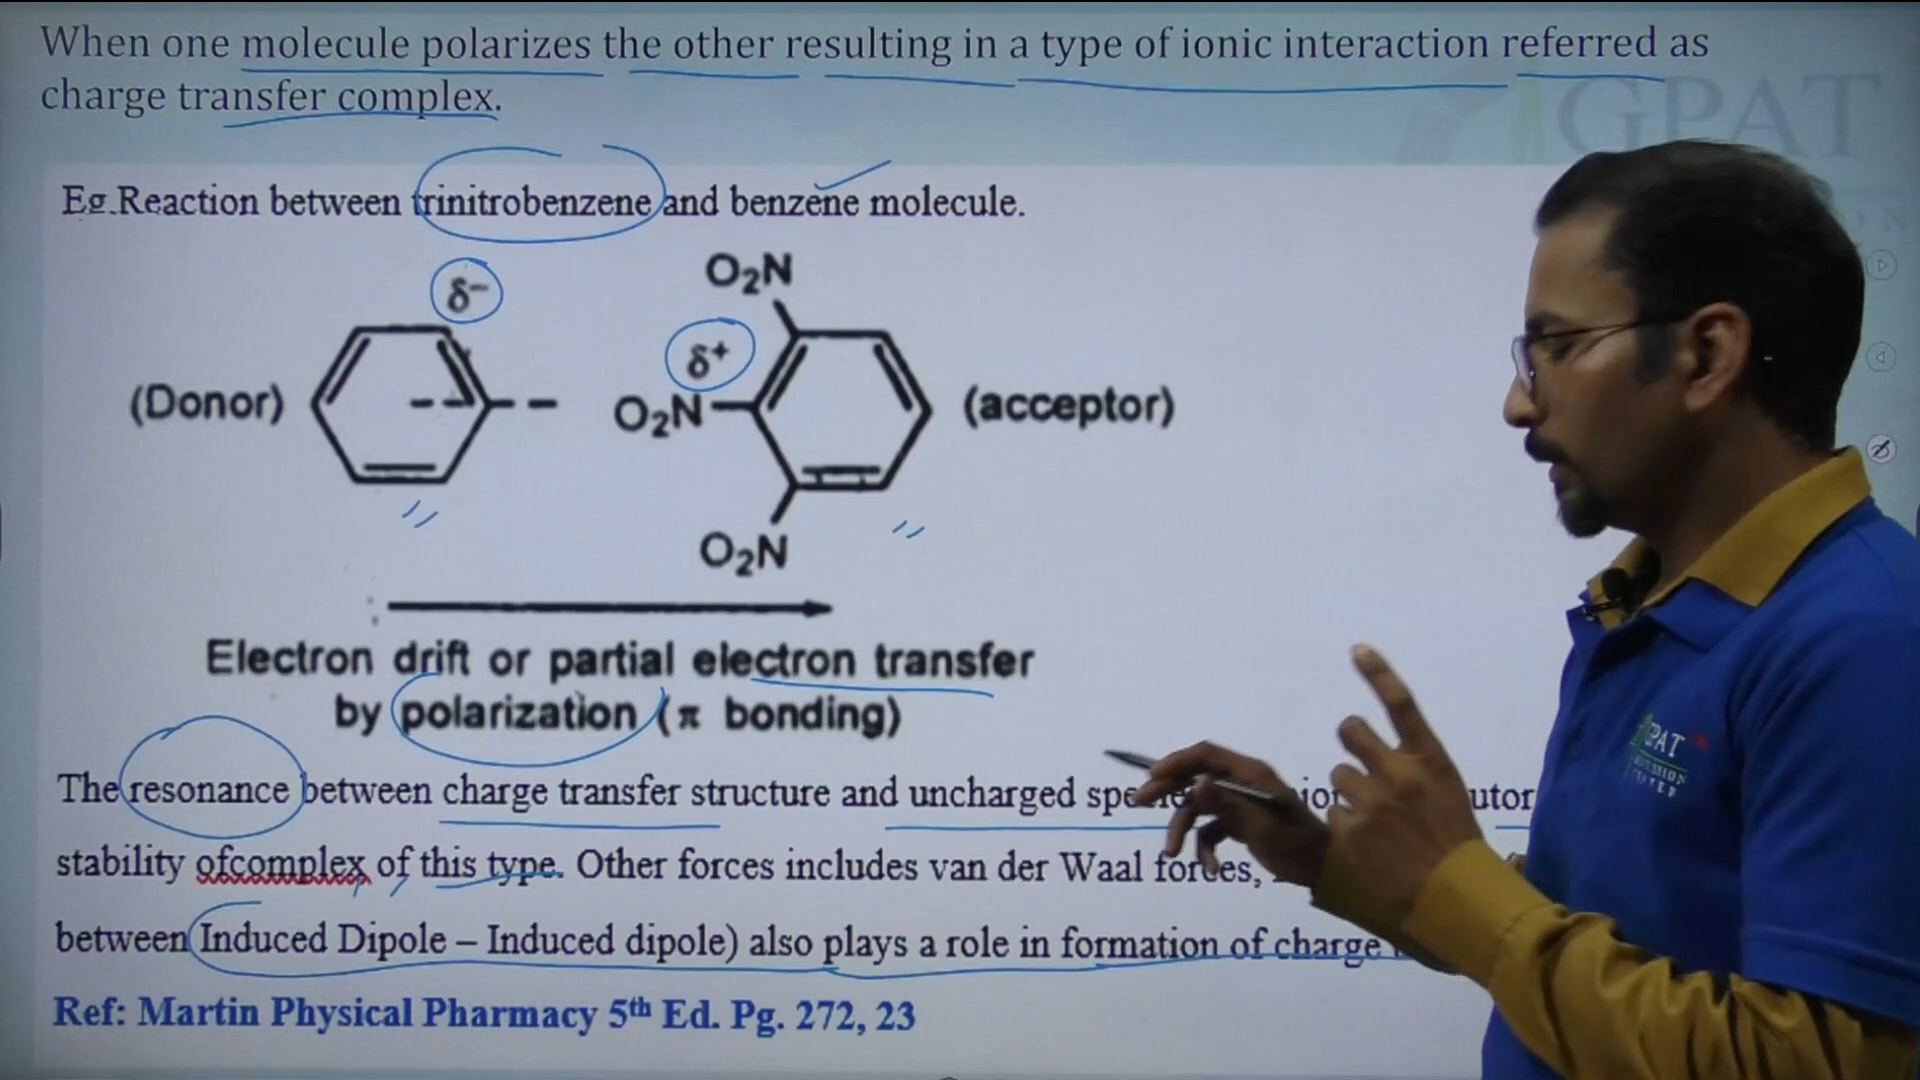 When one molecule polarizes the other resulting in a type of ionic interaction referred as
charge transfer complex.
GPAT
Eg.Reaction between trinitrobenzene and benzene molecule.
δ⁻
O₂N
δ⁺
(Donor)
O₂N
(acceptor)
O₂N
Electron drift or partial electron transfer
by polarization (π bonding)
GPAT
The resonance between charge transfer structure and uncharged
stability ofcomplex of this type. Other forces includes van der Waal forces,
between Induced Dipole – Induced dipole) also plays a role in formation of charge
Ref: Martin Physical Pharmacy 5th Ed. Pg. 272, 23